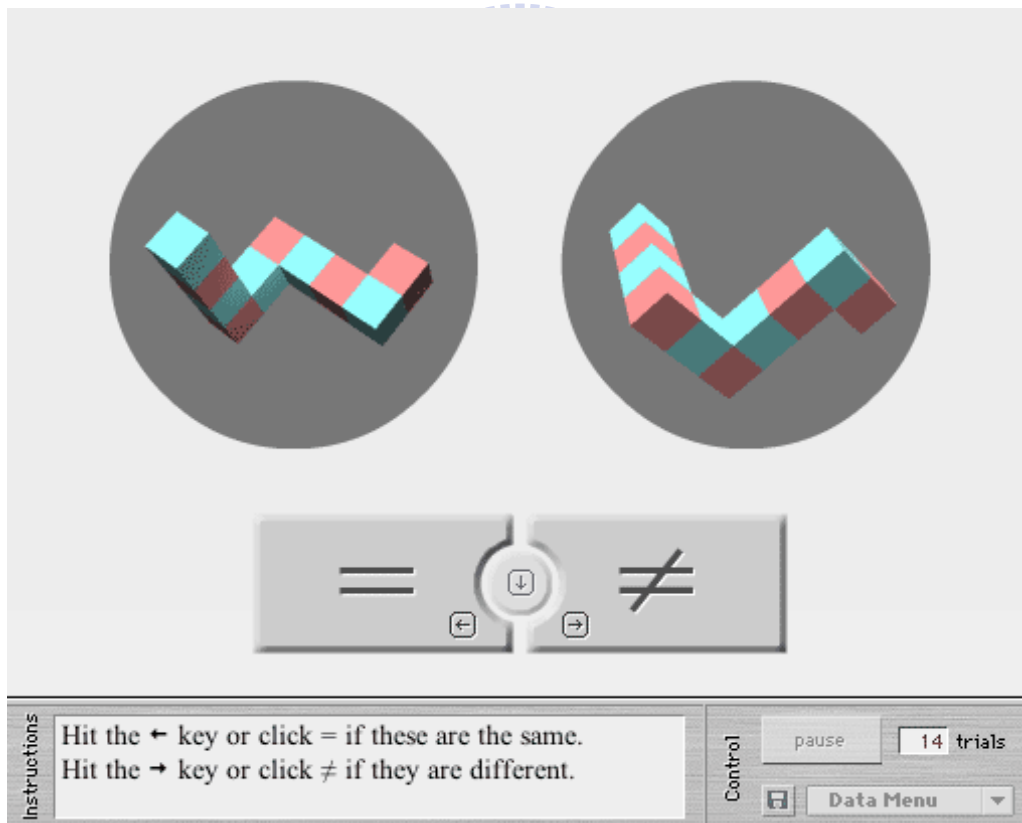 =
≠
↓
←
→
Instructions
Hit the ← key or click = if these are the same.
Hit the → key or click ≠ if they are different.
Control
pause
14 trials
Data Menu